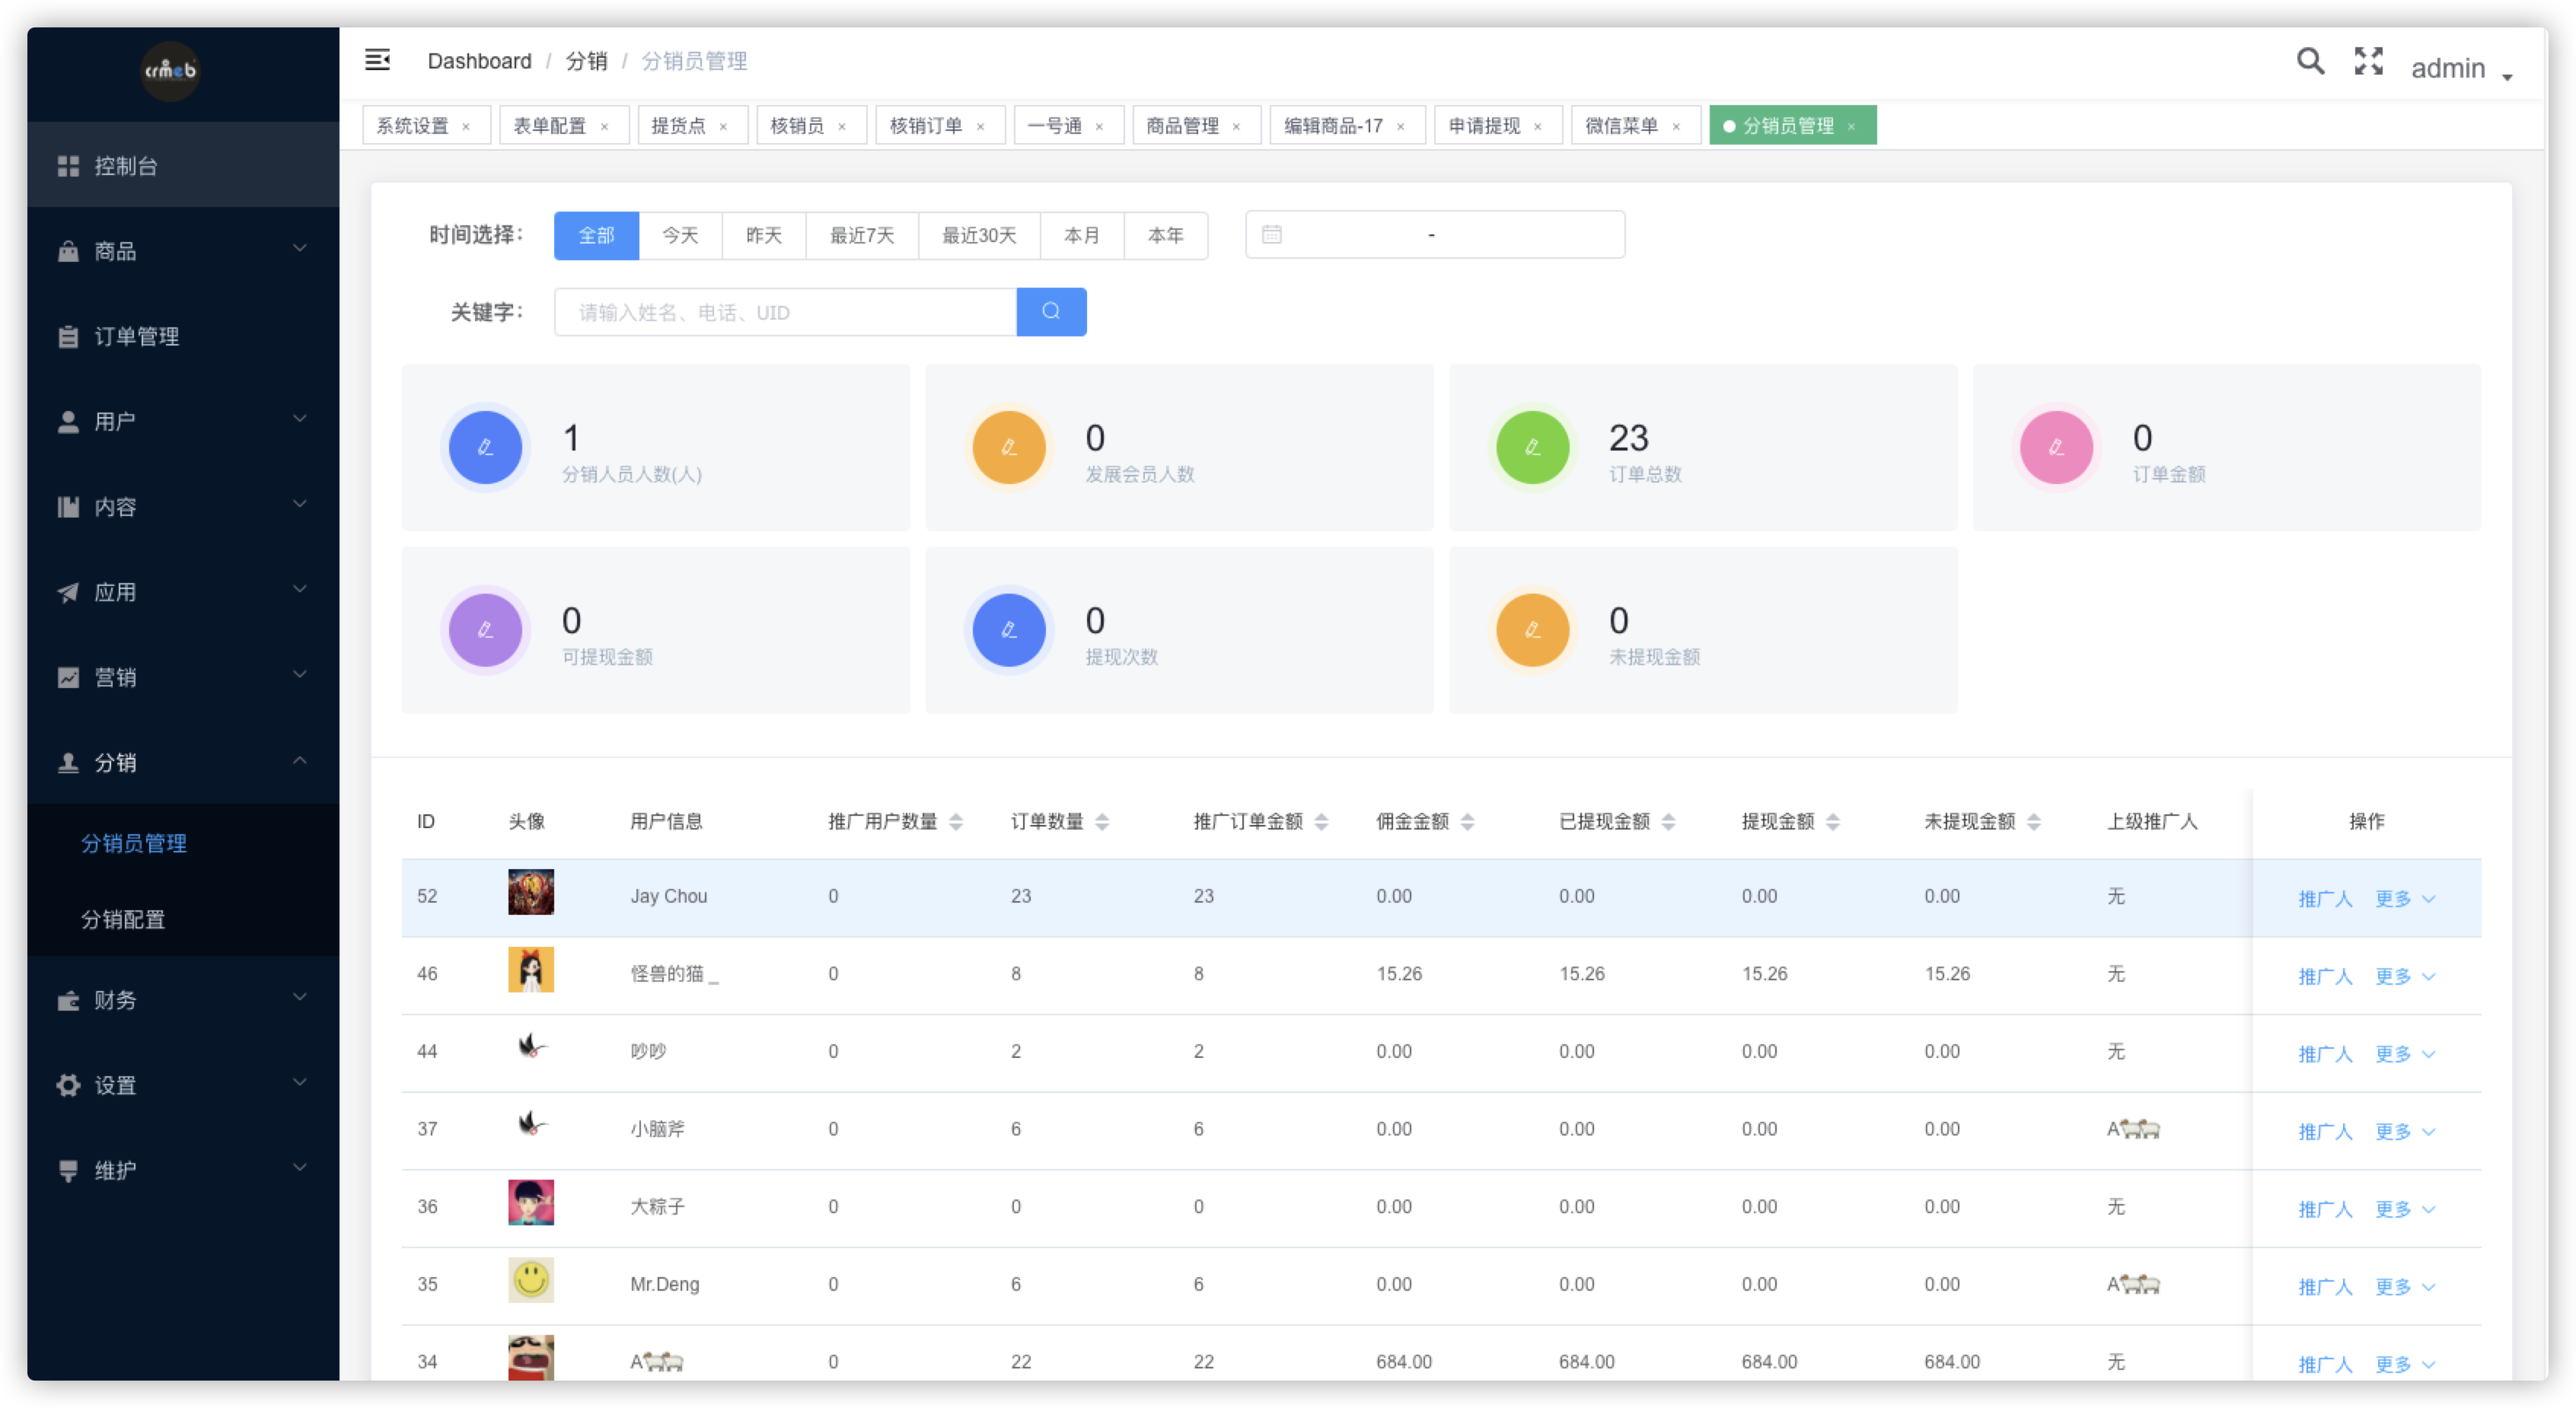 crmeb
Dashboard / 分销 / 分销员管理
admin
系统设置 × 表单配置 × 提货点 × 核销员 × 核销订单 × 一号通 × 商品管理 × 编辑商品-17 × 申请提现 × 微信菜单 × 分销员管理 ×
控制台
商品
订单管理
用户
内容
应用
营销
分销
分销员管理
分销配置
财务
设置
维护
时间选择： 全部 今天 昨天 最近7天 最近30天 本月 本年 -
关键字： 请输入姓名、电话、UID
1
分销人员人数(人)
0
发展会员人数
23
订单总数
0
订单金额
0
可提现金额
0
提现次数
0
未提现金额
ID 头像 用户信息 推广用户数量 订单数量 推广订单金额 佣金金额 已提现金额 提现金额 未提现金额 上级推广人 操作
52 Jay Chou 0 23 23 0.00 0.00 0.00 0.00 无 推广人 更多
46 怪兽的猫 _ 0 8 8 15.26 15.26 15.26 15.26 无 推广人 更多
44 吵吵 0 2 2 0.00 0.00 0.00 0.00 无 推广人 更多
37 小脑斧 0 6 6 0.00 0.00 0.00 0.00 A🐏🐏 推广人 更多
36 大粽子 0 0 0 0.00 0.00 0.00 0.00 无 推广人 更多
35 Mr.Deng 0 6 6 0.00 0.00 0.00 0.00 A🐏🐏 推广人 更多
34 A🐏🐏 0 22 22 684.00 684.00 684.00 684.00 无 推广人 更多